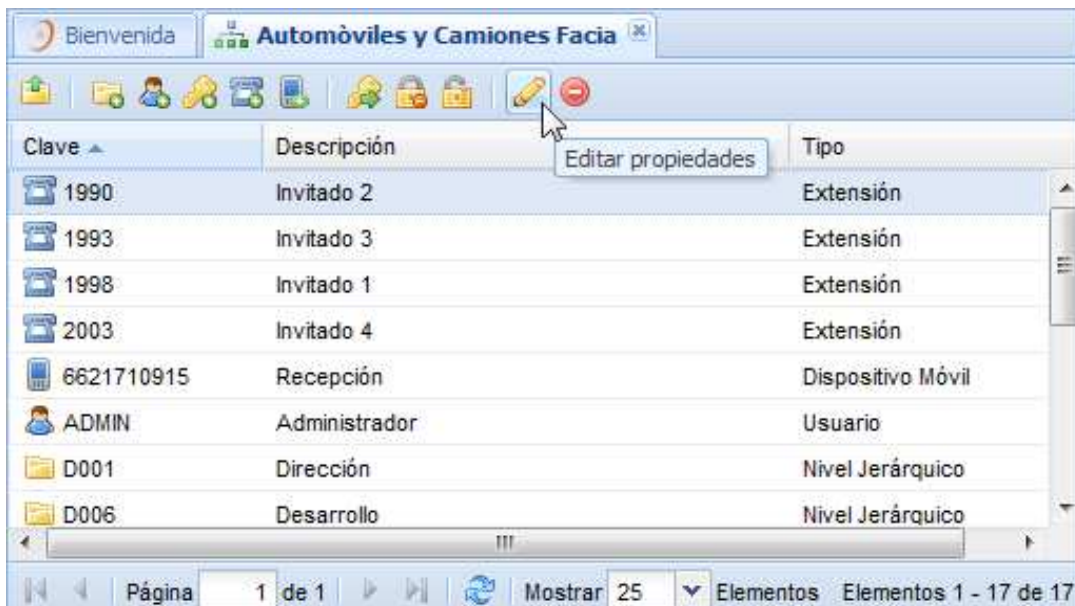 Bienvenida Automòviles y Camiones Facia
Clave Descripción Tipo
Editar propiedades
1990 Invitado 2 Extensión
1993 Invitado 3 Extensión
1998 Invitado 1 Extensión
2003 Invitado 4 Extensión
6621710915 Recepción Dispositivo Móvil
ADMIN Administrador Usuario
D001 Dirección Nivel Jerárquico
D006 Desarrollo Nivel Jerárquico
Página 1 de 1 Mostrar 25 Elementos Elementos 1 - 17 de 17